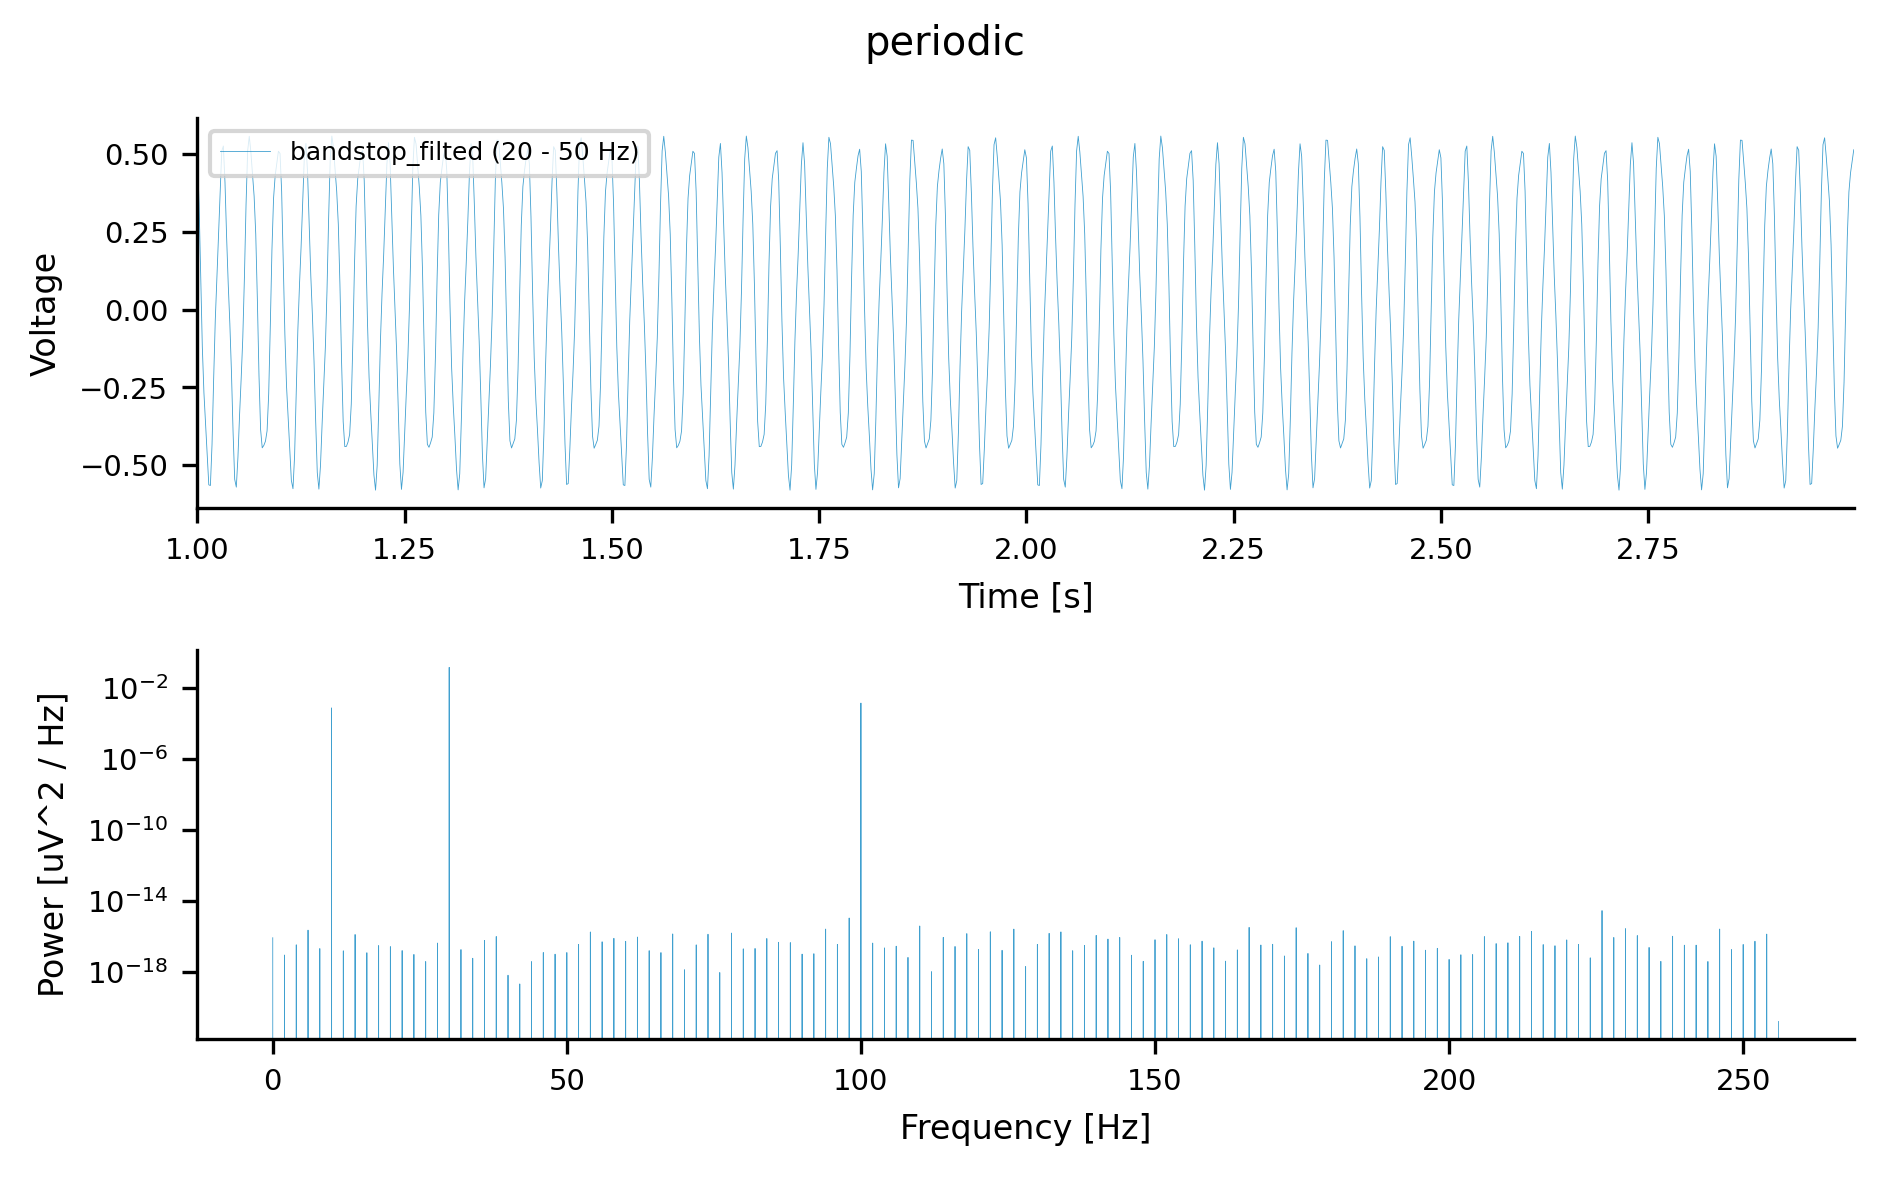 periodic
bandstop_filted (20 - 50 Hz)
0.50
0.25
0.00
−0.25
−0.50
Voltage
1.00 1.25 1.50 1.75 2.00 2.25 2.50 2.75
Time [s]
10⁻²
10⁻⁶
10⁻¹⁰
10⁻¹⁴
10⁻¹⁸
Power [uV^2 / Hz]
0 50 100 150 200 250
Frequency [Hz]